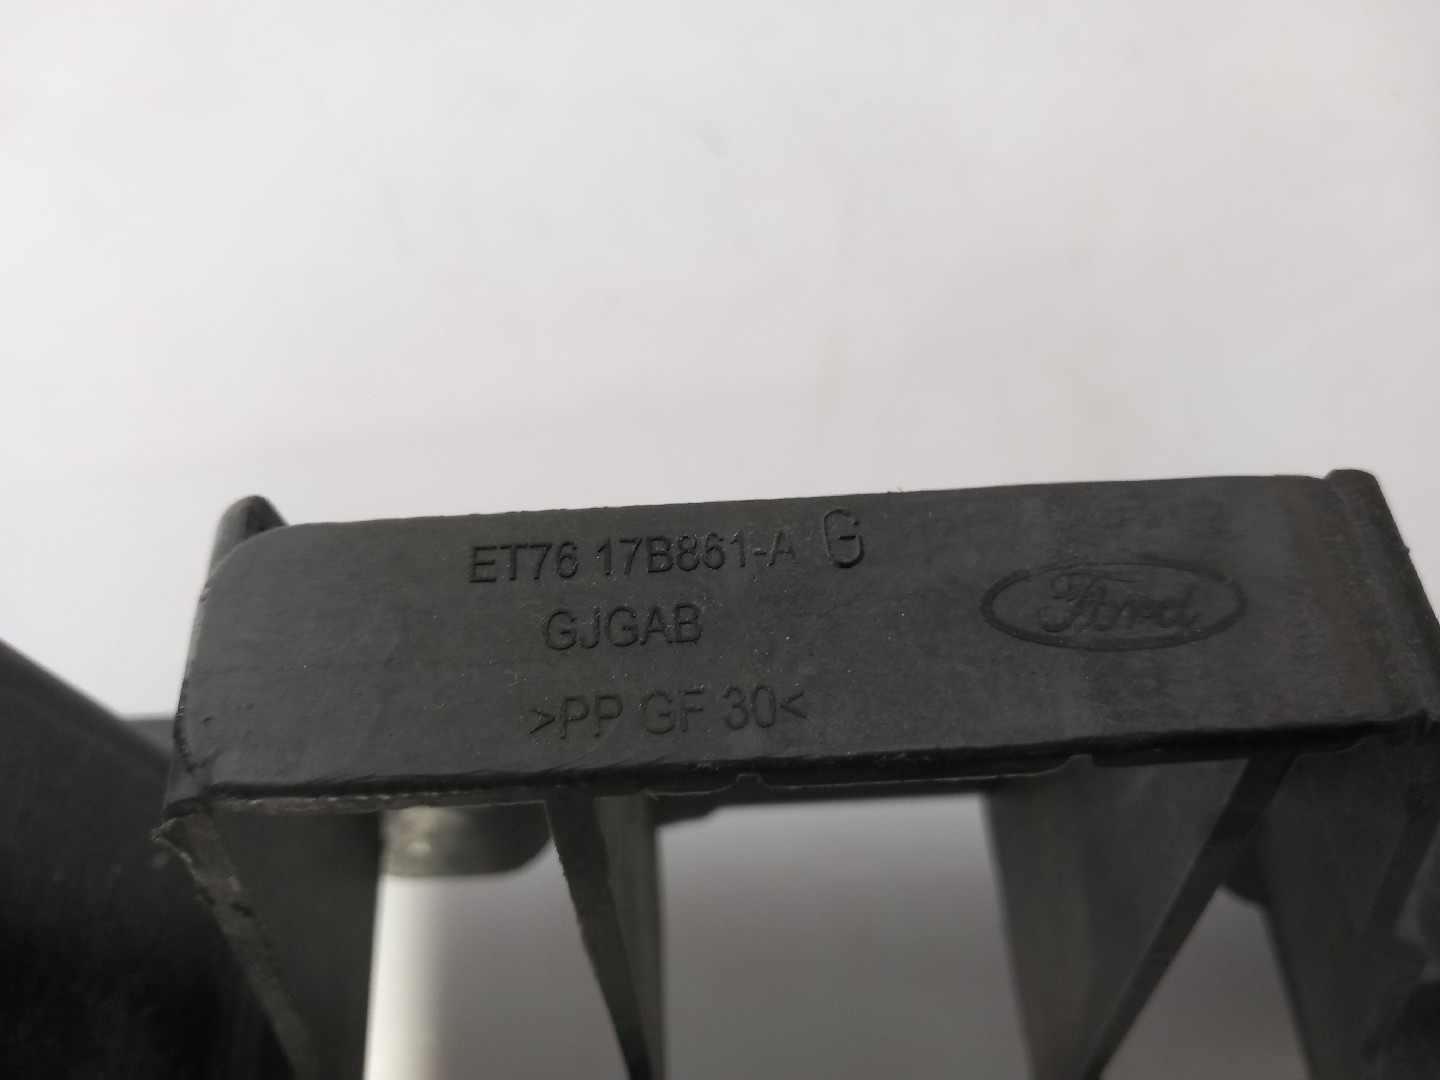 ET76 17B861-A G
GJGAB
Ford
>PP GF 30<